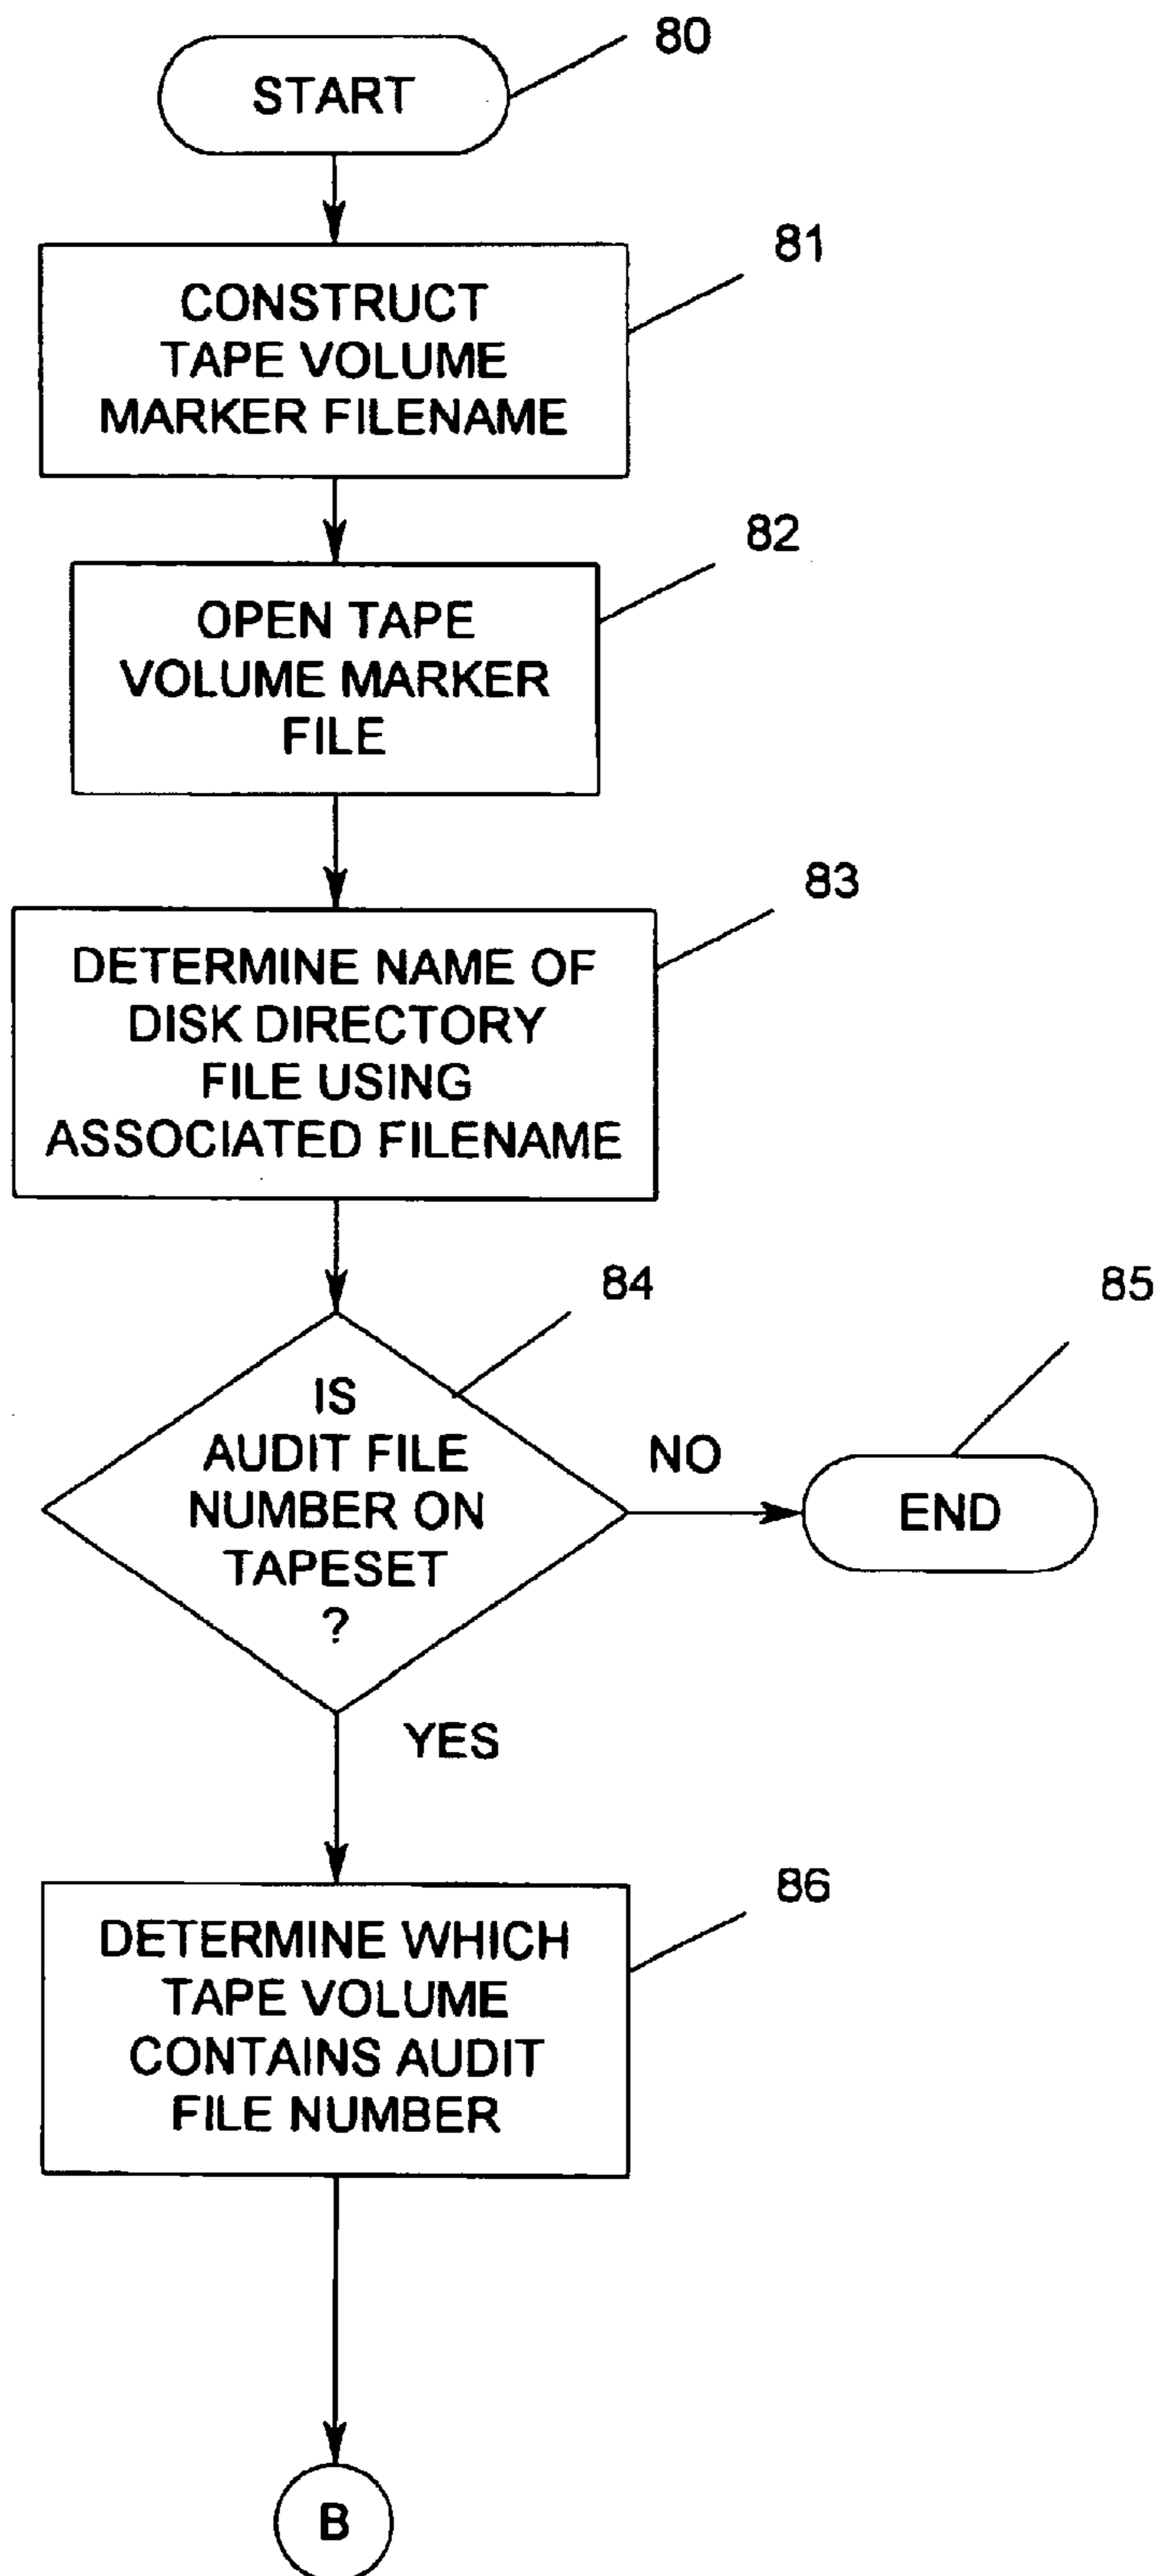 80
START
81
CONSTRUCT
TAPE VOLUME
MARKER FILENAME
82
OPEN TAPE
VOLUME MARKER
FILE
83
DETERMINE NAME OF
DISK DIRECTORY
FILE USING
ASSOCIATED FILENAME
84
85
IS
AUDIT FILE
NUMBER ON
TAPESET
?
NO
END
YES
86
DETERMINE WHICH
TAPE VOLUME
CONTAINS AUDIT
FILE NUMBER
B